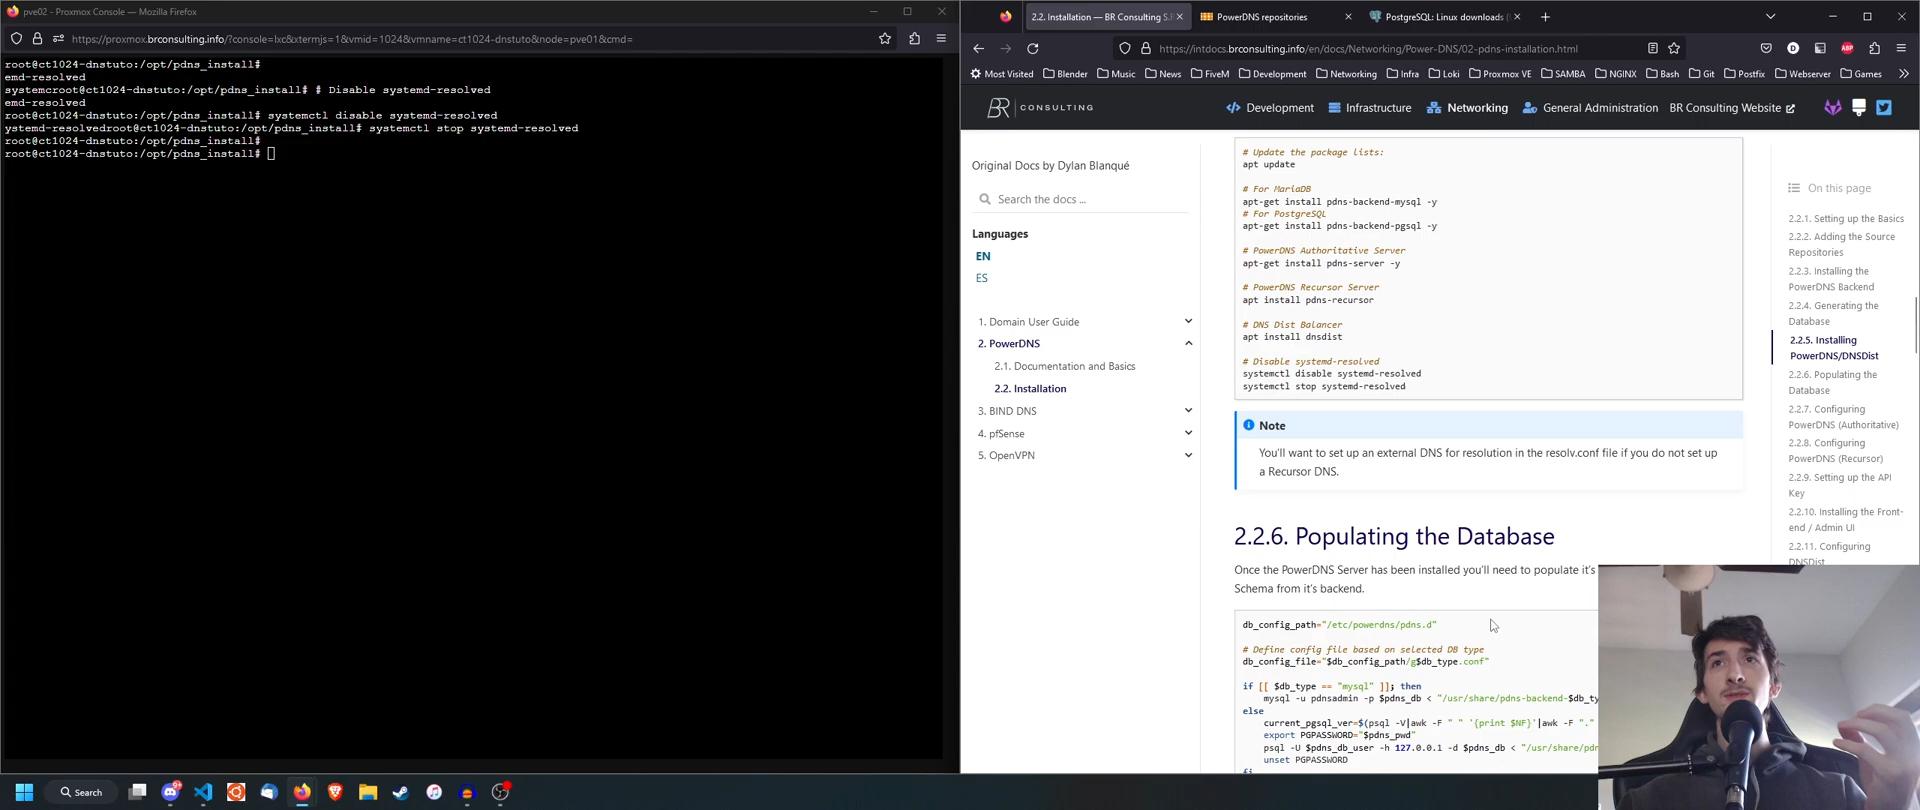 pve02 - Proxmox Console — Mozilla Firefox
https://proxmox.brconsulting.info/?console=lxc&xtermjs=1&vmid=1024&vmname=ct1024-dnstuto&node=pve01&cmd=
root@ct1024-dnstuto:/opt/pdns_install#
emd-resolved
systemcroot@ct1024-dnstuto:/opt/pdns_install# # Disable systemd-resolved
emd-resolved
root@ct1024-dnstuto:/opt/pdns_install# systemctl disable systemd-resolved
ystemd-resolvedroot@ct1024-dnstuto:/opt/pdns_install# systemctl stop systemd-resolved
root@ct1024-dnstuto:/opt/pdns_install#
root@ct1024-dnstuto:/opt/pdns_install#
2.2. Installation — BR Consulting S.R
PowerDNS repositories
PostgreSQL: Linux downloads (
https://intdocs.brconsulting.info/en/docs/Networking/Power-DNS/02-pdns-installation.html
Most Visited Blender Music News FiveM Development Networking Infra Loki Proxmox VE SAMBA NGINX Bash Git Postfix Webserver Games
BR CONSULTING
Development Infrastructure Networking General Administration BR Consulting Website
Original Docs by Dylan Blanqué
Search the docs ...
Languages
EN
ES
1. Domain User Guide
2. PowerDNS
2.1. Documentation and Basics
2.2. Installation
3. BIND DNS
4. pfSense
5. OpenVPN
# Update the package lists:
apt update
# For MariaDB
apt-get install pdns-backend-mysql -y
# For PostgreSQL
apt-get install pdns-backend-pgsql -y
# PowerDNS Authoritative Server
apt-get install pdns-server -y
# PowerDNS Recursor Server
apt install pdns-recursor
# DNS Dist Balancer
apt install dnsdist
# Disable systemd-resolved
systemctl disable systemd-resolved
systemctl stop systemd-resolved
Note
You'll want to set up an external DNS for resolution in the resolv.conf file if you do not set up
a Recursor DNS.
2.2.6. Populating the Database
Once the PowerDNS Server has been installed you'll need to populate it's
Schema from it's backend.
db_config_path="/etc/powerdns/pdns.d"
# Define config file based on selected DB type
db_config_file="$db_config_path/g$db_type.conf"
if [[ $db_type == "mysql" ]]; then
mysql -u pdnsadmin -p $pdns_db < "/usr/share/pdns-backend-$db_ty
else
current_pgsql_ver=$(psql -V|awk -F " " '{print $NF}'|awk -F "."
export PGPASSWORD="$pdns_pwd"
psql -U $pdns_db_user -h 127.0.0.1 -d $pdns_db < "/usr/share/pdn
unset PGPASSWORD
fi
On this page
2.2.1. Setting up the Basics
2.2.2. Adding the Source
Repositories
2.2.3. Installing the
PowerDNS Backend
2.2.4. Generating the
Database
2.2.5. Installing
PowerDNS/DNSDist
2.2.6. Populating the
Database
2.2.7. Configuring
PowerDNS (Authoritative)
2.2.8. Configuring
PowerDNS (Recursor)
2.2.9. Setting up the API
Key
2.2.10. Installing the Front-
end / Admin UI
2.2.11. Configuring
DNSDist
Search